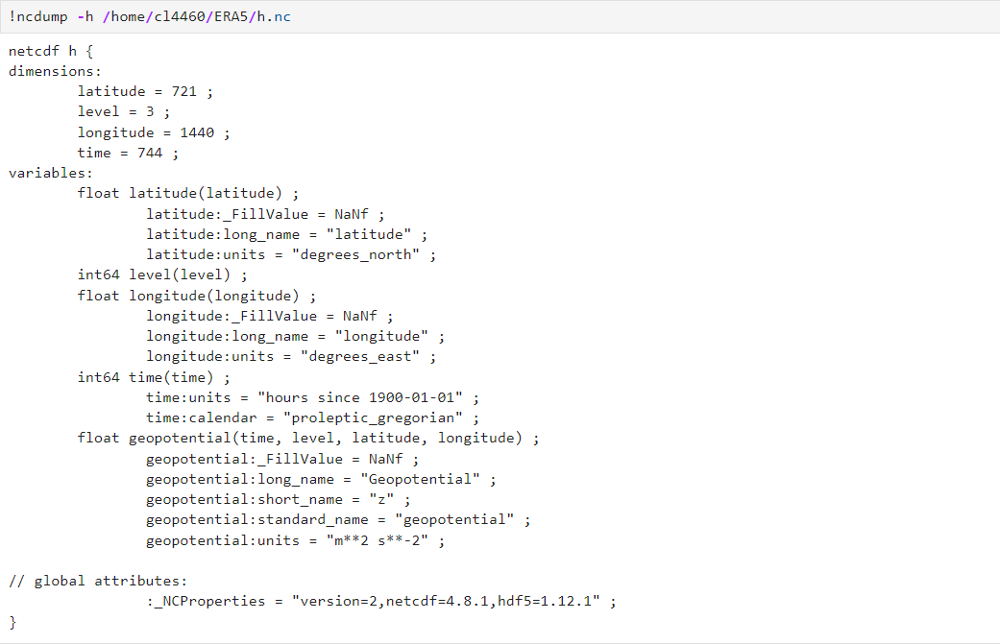 !ncdump -h /home/cl4460/ERA5/h.nc
netcdf h {
dimensions:
latitude = 721 ;
level = 3 ;
longitude = 1440 ;
time = 744 ;
variables:
float latitude(latitude) ;
latitude:_FillValue = NaNf ;
latitude:long_name = "latitude" ;
latitude:units = "degrees_north" ;
int64 level(level) ;
float longitude(longitude) ;
longitude:_FillValue = NaNf ;
longitude:long_name = "longitude" ;
longitude:units = "degrees_east" ;
int64 time(time) ;
time:units = "hours since 1900-01-01" ;
time:calendar = "proleptic_gregorian" ;
float geopotential(time, level, latitude, longitude) ;
geopotential:_FillValue = NaNf ;
geopotential:long_name = "Geopotential" ;
geopotential:short_name = "z" ;
geopotential:standard_name = "geopotential" ;
geopotential:units = "m**2 s**-2" ;
// global attributes:
:_NCProperties = "version=2,netcdf=4.8.1,hdf5=1.12.1" ;
}